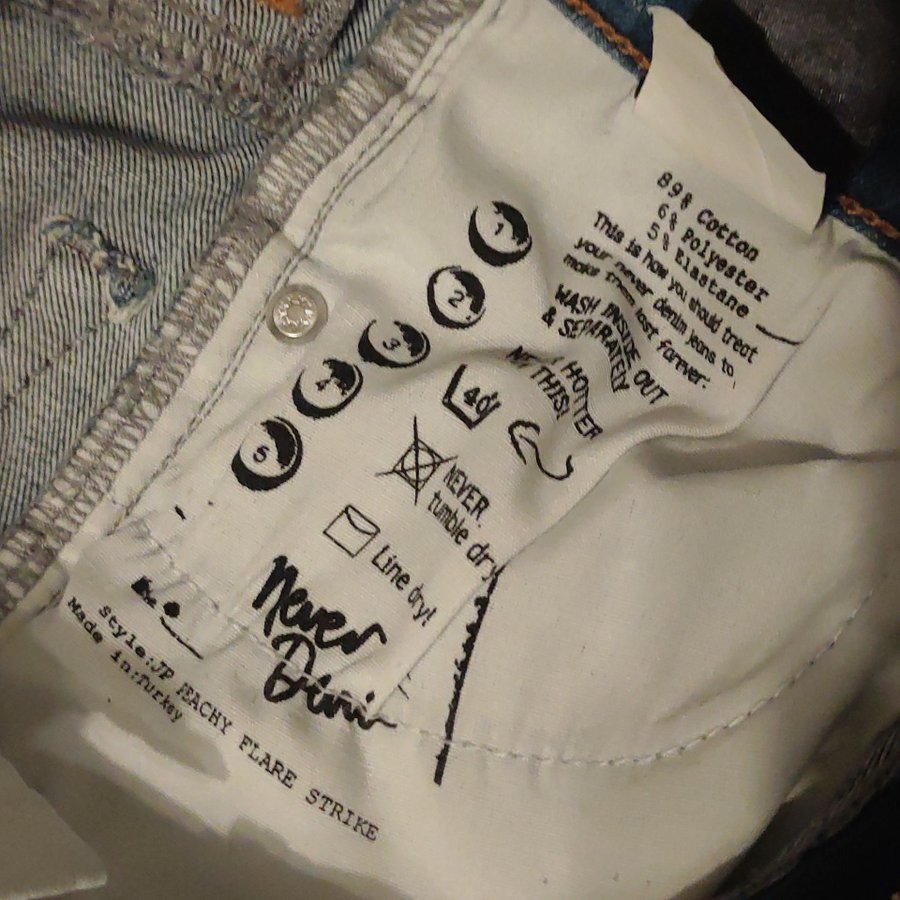 89% Cotton
6% Polyester
5% Elastane
This is how you should treat
your never denim jeans to
make them last forever.
1
WASH INSIDE OUT
& SEPARATELY
2
HOTTER
THIS!
3
40
4
NEVER
tumble dry
5
Line dry!
Never
Style:JP PEACHY FLARE STRIKE
Made in:Turkey